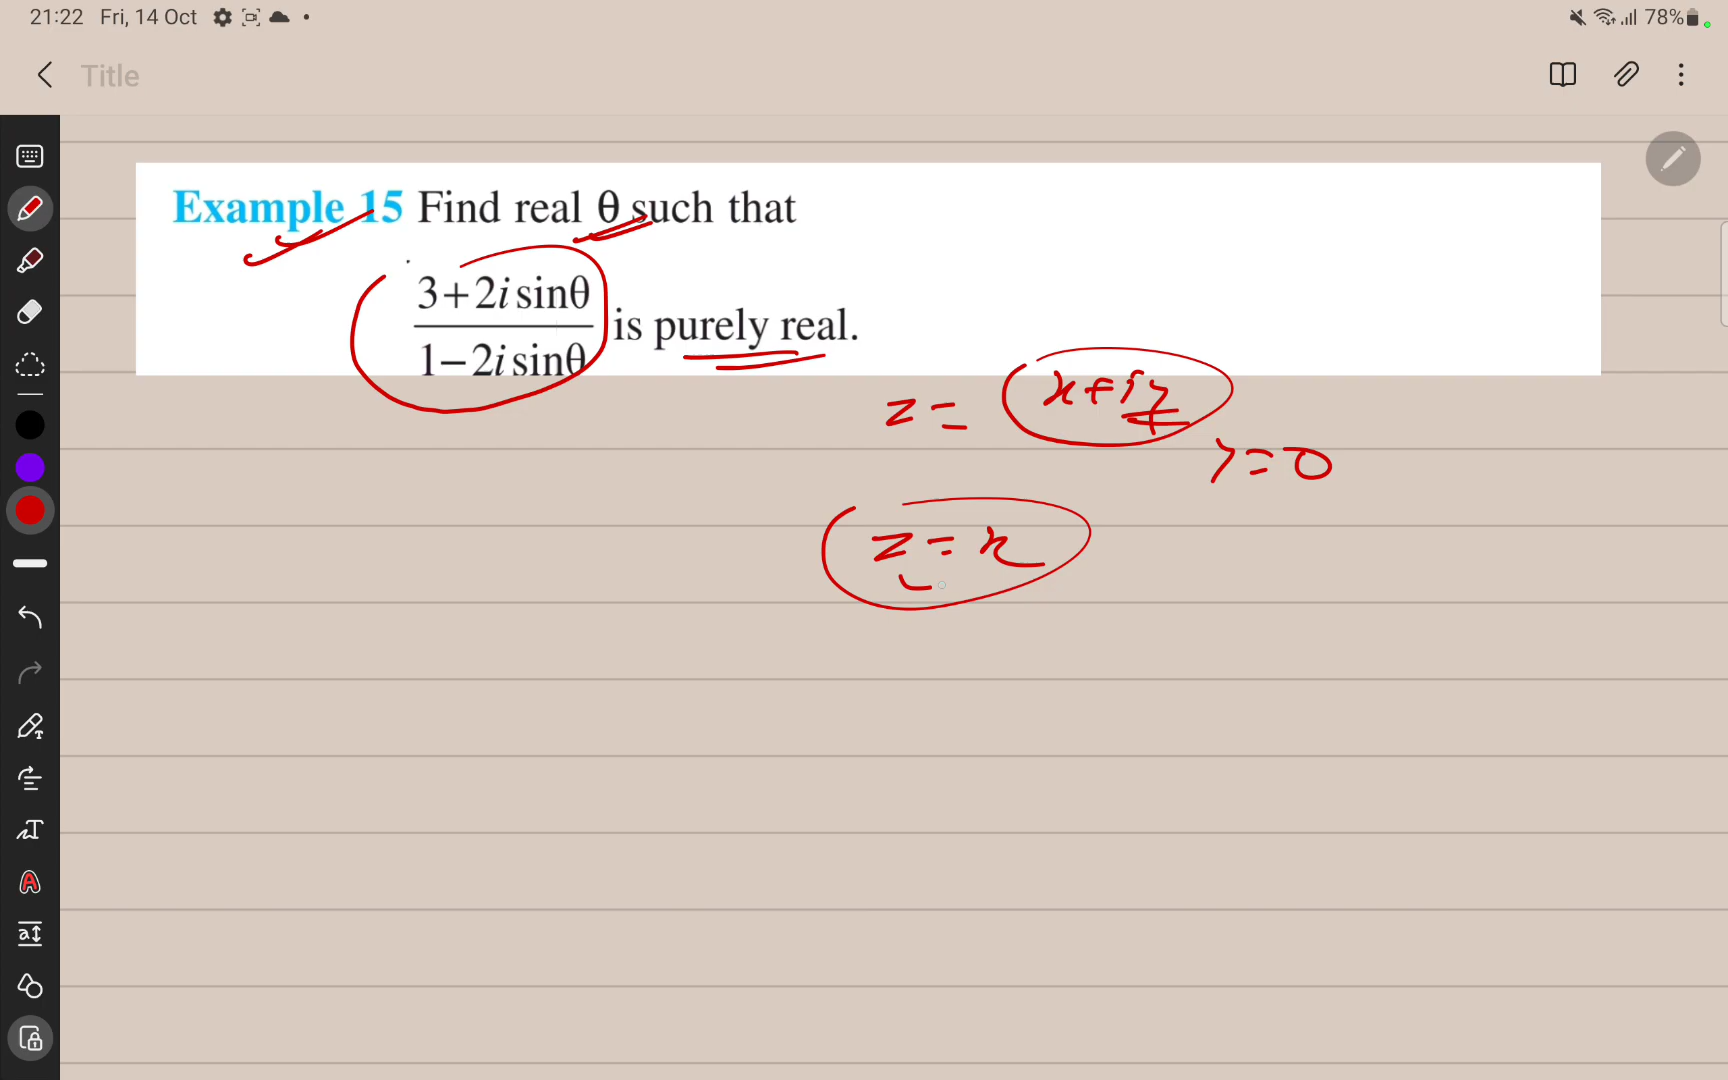 21:22 Fri, 14 Oct 78%
Title
Example 15 Find real θ such that
3+2i sinθ
1−2i sinθ
is purely real.
z = x+iy
y=0
z = x